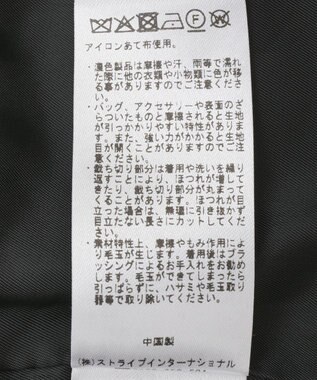 アイコンあて布使用。
・濃色製品は摩擦や汗、雨等で濡れ
た際に他の衣類や小物類に色が移
る事がありますのでご注意くださ
い。
・バッグ、アクセサリーや表面のざ
らついたものと摩擦されると生地
が引っかかりやすい特性がありま
す。また、強い力がかかると生地
目が開くことがありますのでご注
意ください。
・裁ち切り部分は着用や洗いを繰り
返すことにより、ほつれが増して
きたり、裁ち切り部分が丸まって
くることがあります。ほつれが目
立った場合は、無理に引き抜かず
目立たない長さにカットしてくだ
さい。
・素材特性上、摩擦やもみ作用によ
り毛玉が生じます。着用後はブラ
ッシングによるお手入れをお勧め
します。毛玉ができてしまったら
引っぱらずに、ハサミや毛玉取り
器等で取り除いてください。
中国製
(株)ストライプインターナショナル